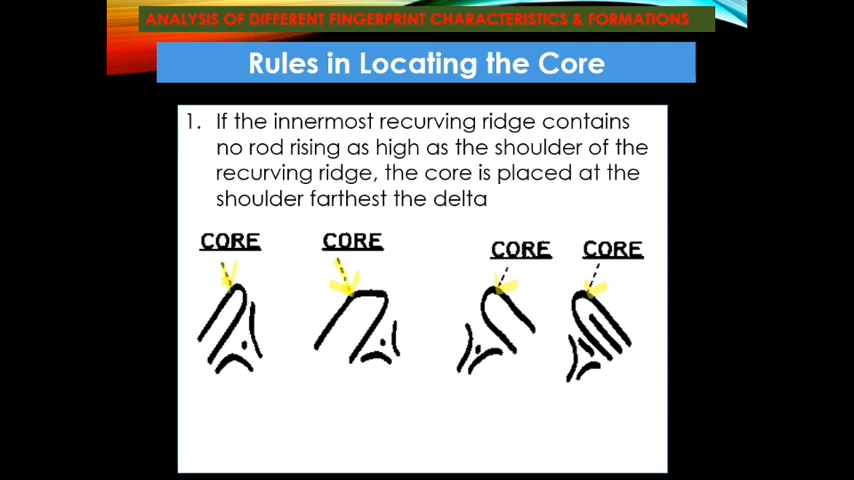 ANALYSIS OF DIFFERENT FINGERPRINT CHARACTERISTICS & FORMATIONS
Rules in Locating the Core
1. If the innermost recurving ridge contains
no rod rising as high as the shoulder of the
recurving ridge, the core is placed at the
shoulder farthest the delta
CORE CORE CORE CORE